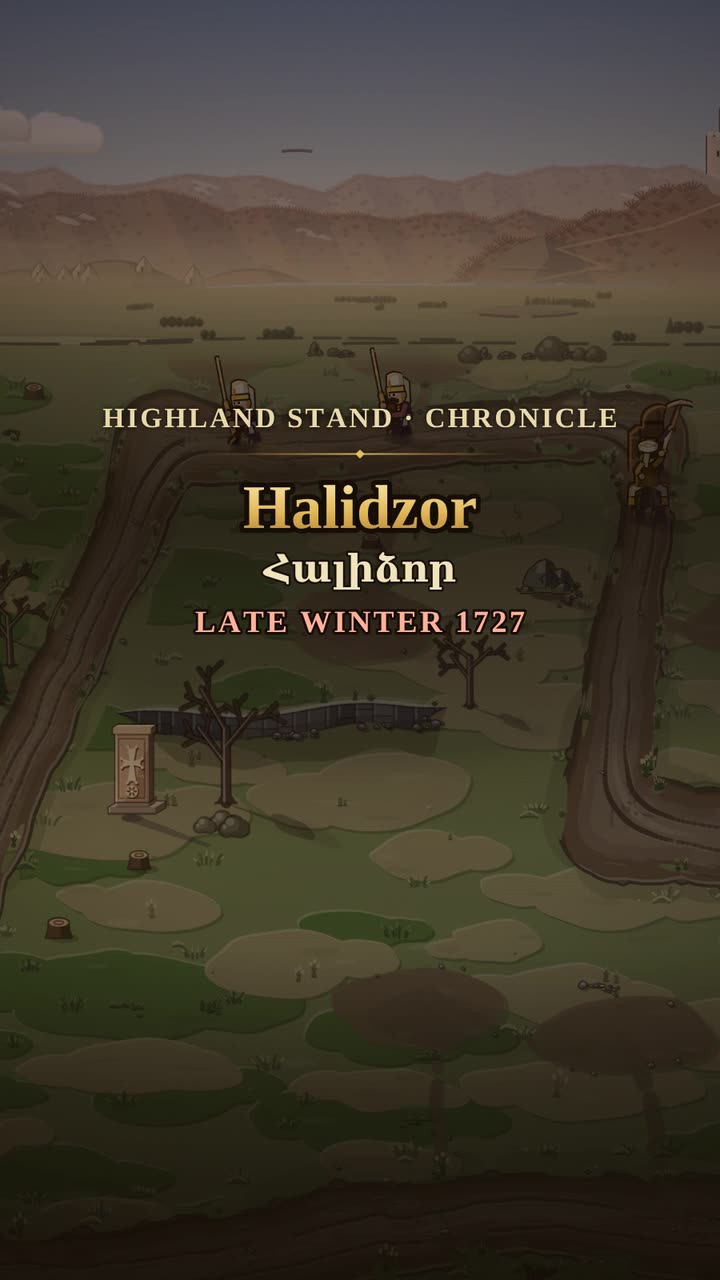 HIGHLAND STAND · CHRONICLE
Halidzor
Հալիձոր
LATE WINTER 1727